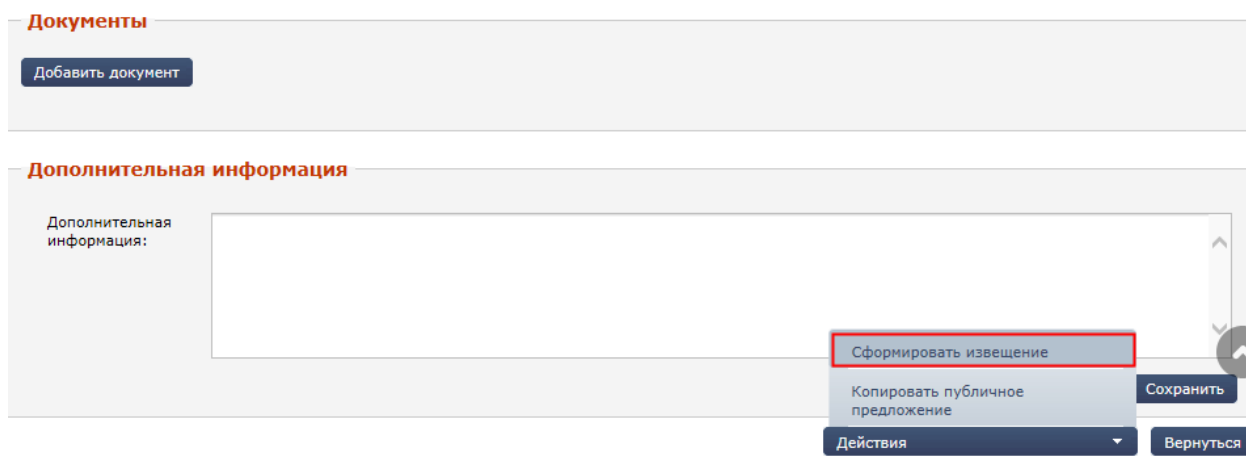 Документы
Добавить документ
Дополнительная информация
Дополнительная
информация:
Сформировать извещение
Копировать публичное
предложение
Сохранить
Действия
Вернуться